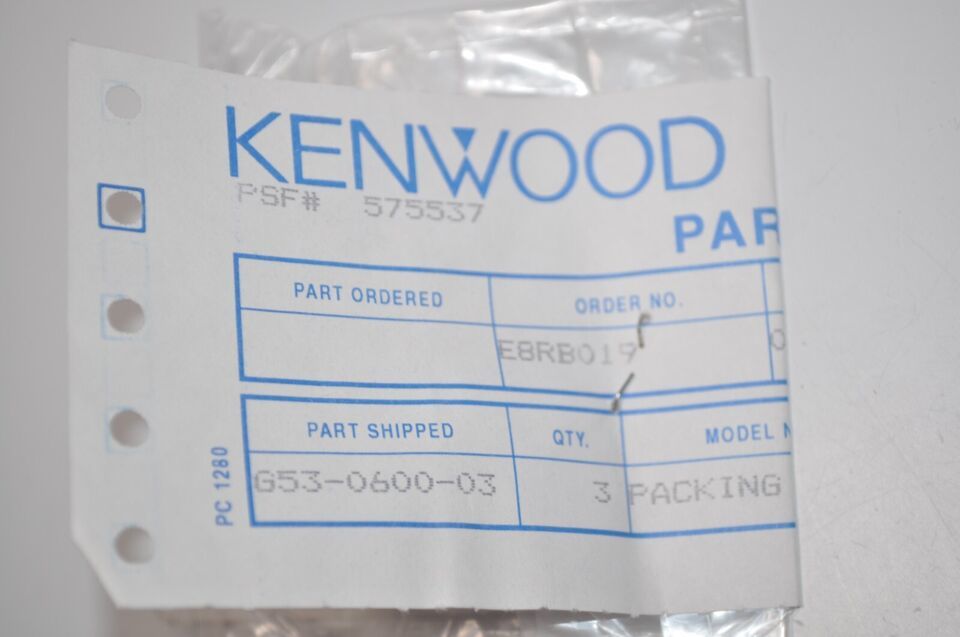 KENWOOD
PSF# 575537
PAR
PART ORDERED ORDER NO.
E8RB019 0
PART SHIPPED QTY. MODEL N
G53-0600-03 3 PACKING
PC 1280